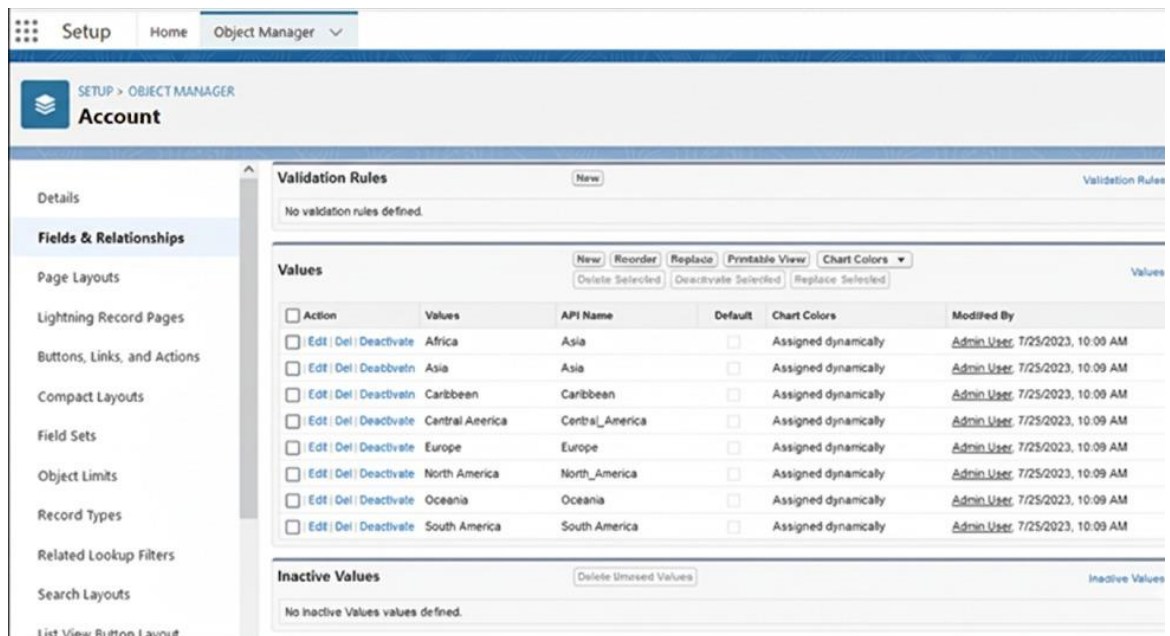 Setup Home Object Manager
SETUP > OBJECT MANAGER
Account
Details
Fields & Relationships
Page Layouts
Lightning Record Pages
Buttons, Links, and Actions
Compact Layouts
Field Sets
Object Limits
Record Types
Related Lookup Filters
Search Layouts
List View Button Layout
Validation Rules New Validation Rules
No validation rules defined.
Values New Reorder Replace Printable View Chart Colors Values
Delete Selected Deactivate Selected Replace Selected
Action Values API Name Default Chart Colors Modified By
Edit | Del | Deactivate Africa Asia Assigned dynamically Admin User, 7/25/2023, 10:09 AM
Edit | Del | Deabbvetn Asia Asia Assigned dynamically Admin User, 7/25/2023, 10:09 AM
Edit | Del | Deactivate Caribbean Caribbean Assigned dynamically Admin User, 7/25/2023, 10:09 AM
Edit | Del | Deactivate Central Aeerica Central_America Assigned dynamically Admin User, 7/25/2023, 10:09 AM
Edit | Del | Deactivate Europe Europe Assigned dynamically Admin User, 7/25/2023, 10:09 AM
Edit | Del | Deactivate North America North_America Assigned dynamically Admin User, 7/25/2023, 10:09 AM
Edit | Del | Deactivate Oceania Oceania Assigned dynamically Admin User, 7/25/2023, 10:09 AM
Edit | Del | Deactivate South America South America Assigned dynamically Admin User, 7/25/2023, 10:09 AM
Inactive Values Delete Unused Values Inactive Values
No Inactive Values values defined.